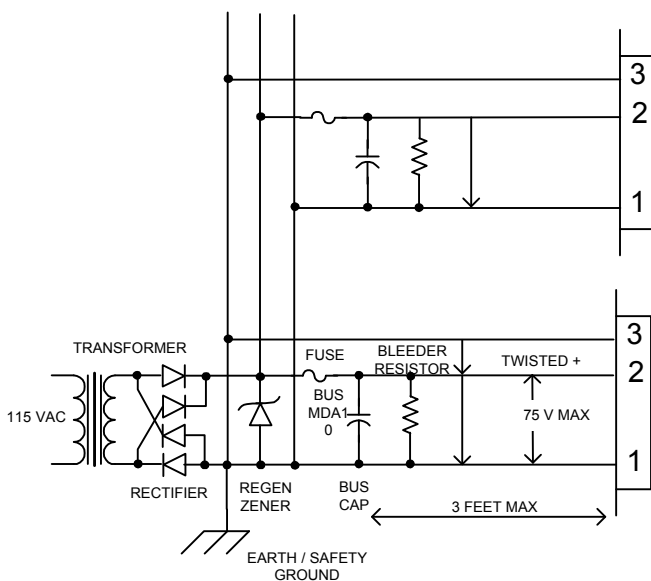 3
2
1
TRANSFORMER
115 VAC
RECTIFIER
REGEN
ZENER
FUSE
BUS
MDA1
0
BUS
CAP
BLEEDER
RESISTOR
TWISTED +
75 V MAX
3
2
1
3 FEET MAX
EARTH / SAFETY
GROUND